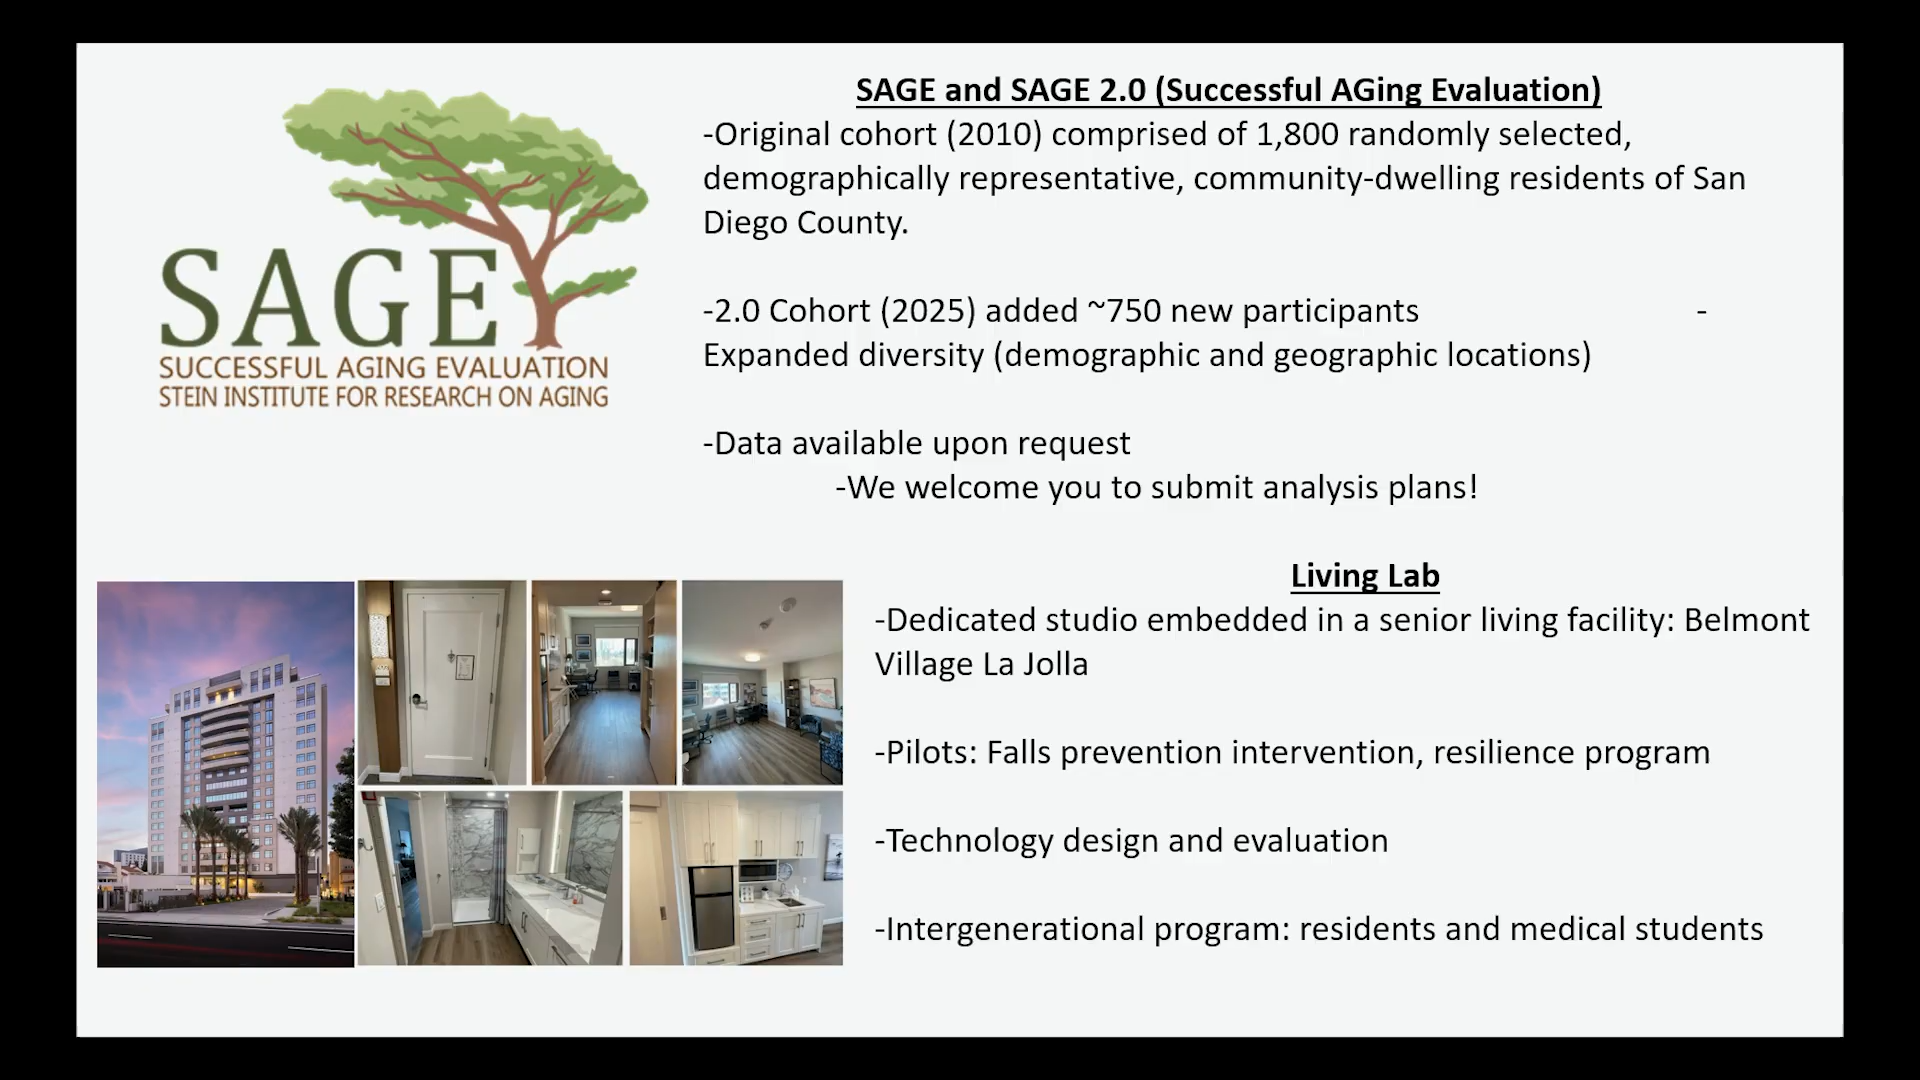 SAGE
SUCCESSFUL AGING EVALUATION
STEIN INSTITUTE FOR RESEARCH ON AGING
SAGE and SAGE 2.0 (Successful AGing Evaluation)
-Original cohort (2010) comprised of 1,800 randomly selected,
demographically representative, community-dwelling residents of San
Diego County.
-2.0 Cohort (2025) added ~750 new participants -
Expanded diversity (demographic and geographic locations)
-Data available upon request
-We welcome you to submit analysis plans!
Living Lab
-Dedicated studio embedded in a senior living facility: Belmont
Village La Jolla
-Pilots: Falls prevention intervention, resilience program
-Technology design and evaluation
-Intergenerational program: residents and medical students